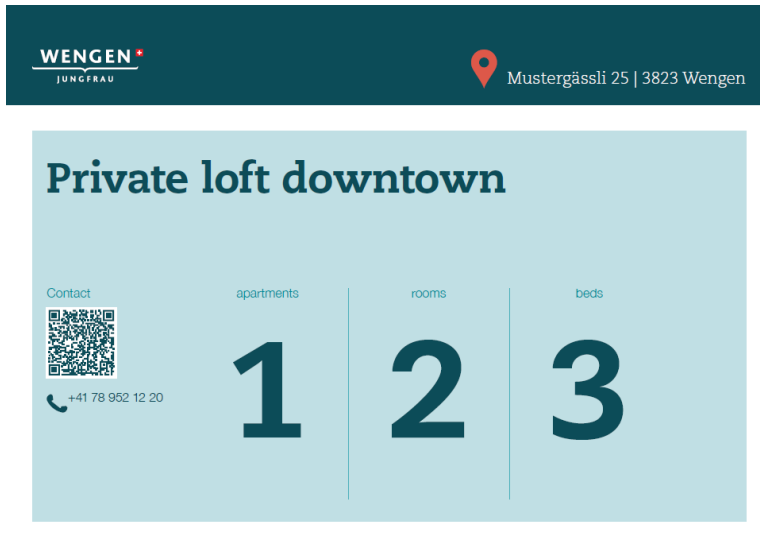 WENGEN
JUNGFRAU
Mustergässli 25 | 3823 Wengen
Private loft downtown
Contact
+41 78 952 12 20
apartments
1
rooms
2
beds
3